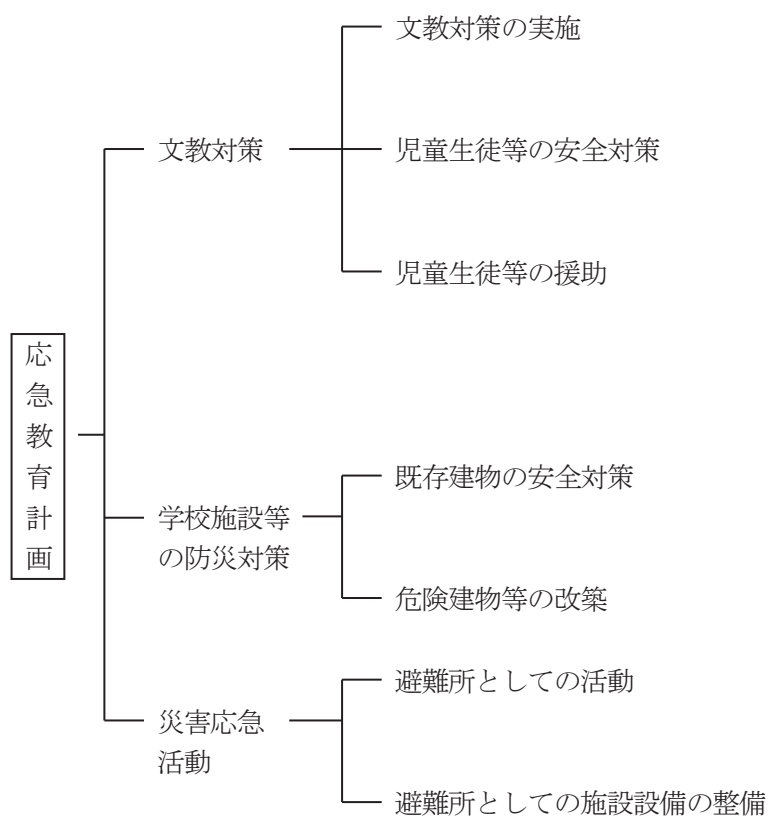 応急教育計画
文教対策
文教対策の実施
児童生徒等の安全対策
児童生徒等の援助
学校施設等
の防災対策
既存建物の安全対策
危険建物等の改築
災害応急
活動
避難所としての活動
避難所としての施設設備の整備